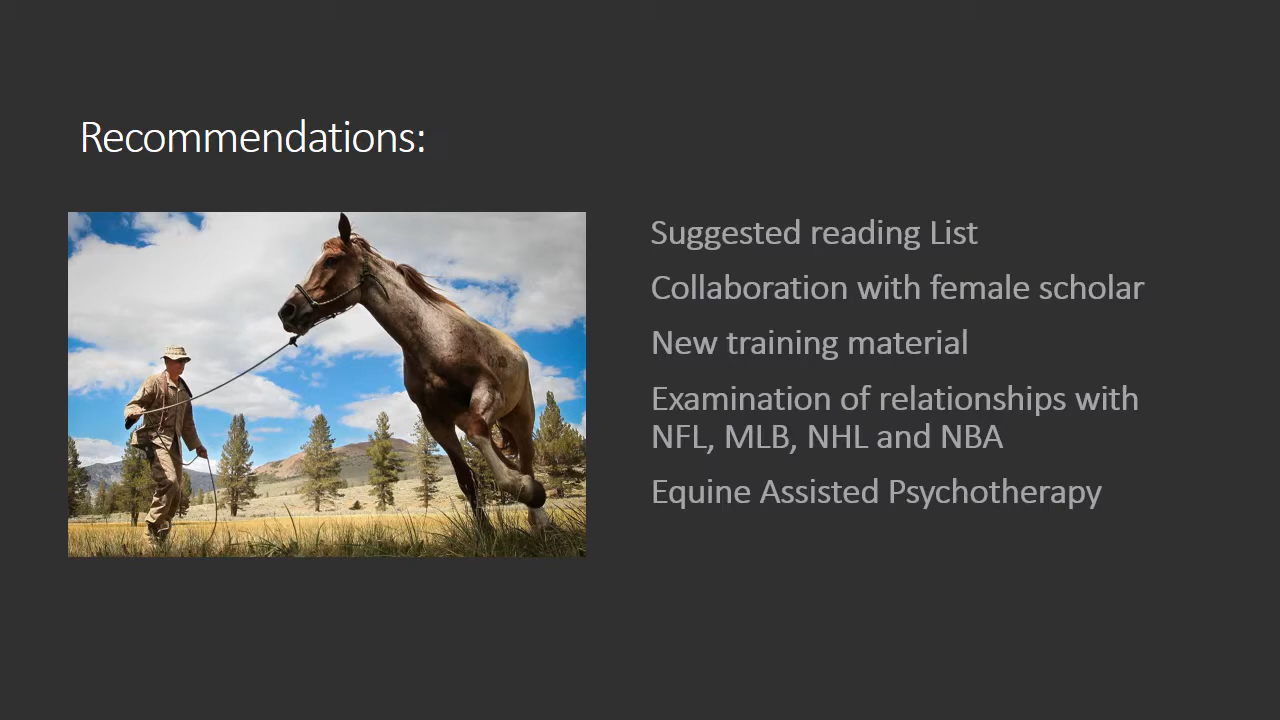 Recommendations:
Suggested reading List
Collaboration with female scholar
New training material
Examination of relationships with
NFL, MLB, NHL and NBA
Equine Assisted Psychotherapy